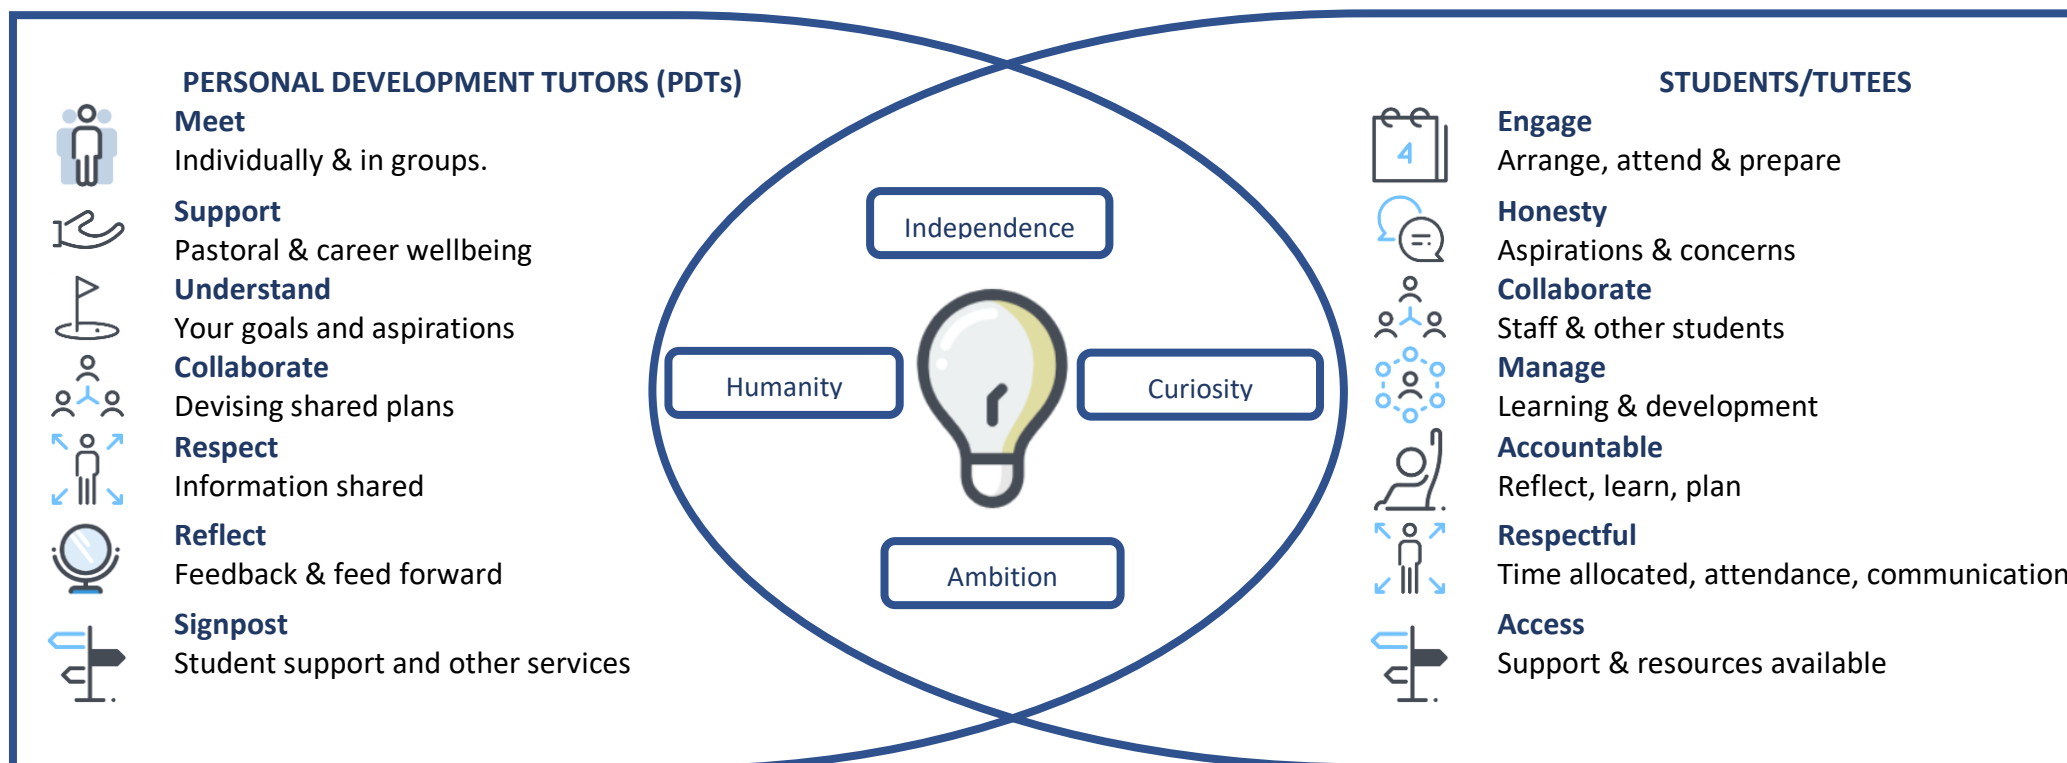 PERSONAL DEVELOPMENT TUTORS (PDTs)
Meet
Individually & in groups.
Support
Pastoral & career wellbeing
Understand
Your goals and aspirations
Collaborate
Devising shared plans
Respect
Information shared
Reflect
Feedback & feed forward
Signpost
Student support and other services
Independence
Humanity
Curiosity
Ambition
STUDENTS/TUTEES
4
Engage
Arrange, attend & prepare
Honesty
Aspirations & concerns
Collaborate
Staff & other students
Manage
Learning & development
Accountable
Reflect, learn, plan
Respectful
Time allocated, attendance, communication
Access
Support & resources available